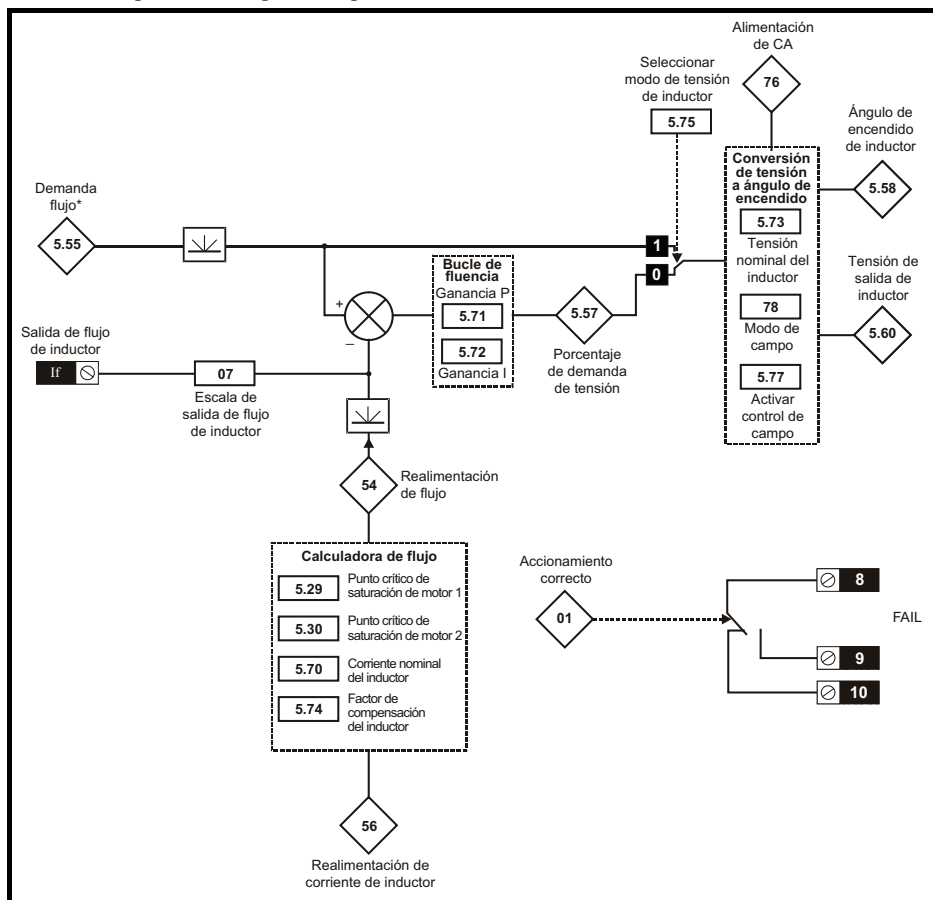 Alimentación
de CA
76
Seleccionar
modo de tensión
de inductor
5.75
Ángulo de
encendido
de inductor
5.58
Conversión
de tensión
a ángulo de
encendido
5.73
Tensión
nominal del
inductor
78
Modo de
campo
5.77
Activar
control de
campo
Tensión de
salida de
inductor
5.60
Demanda
flujo*
5.55
1
0
+
–
Bucle de
fluencia
Ganancia P
5.71
5.72
Ganancia I
5.57
Porcentaje
de demanda
de tensión
Salida de flujo
de inductor
If
07
Escala de
salida de flujo
de inductor
54
Realimentación
de flujo
Calculadora de flujo
5.29
Punto crítico de
saturación de motor 1
5.30
Punto crítico de
saturación de motor 2
5.70
Corriente nominal
del inductor
5.74
Factor de
compensación
del inductor
56
Realimentación de
corriente de inductor
Accionamiento
correcto
01
8
FAIL
9
10